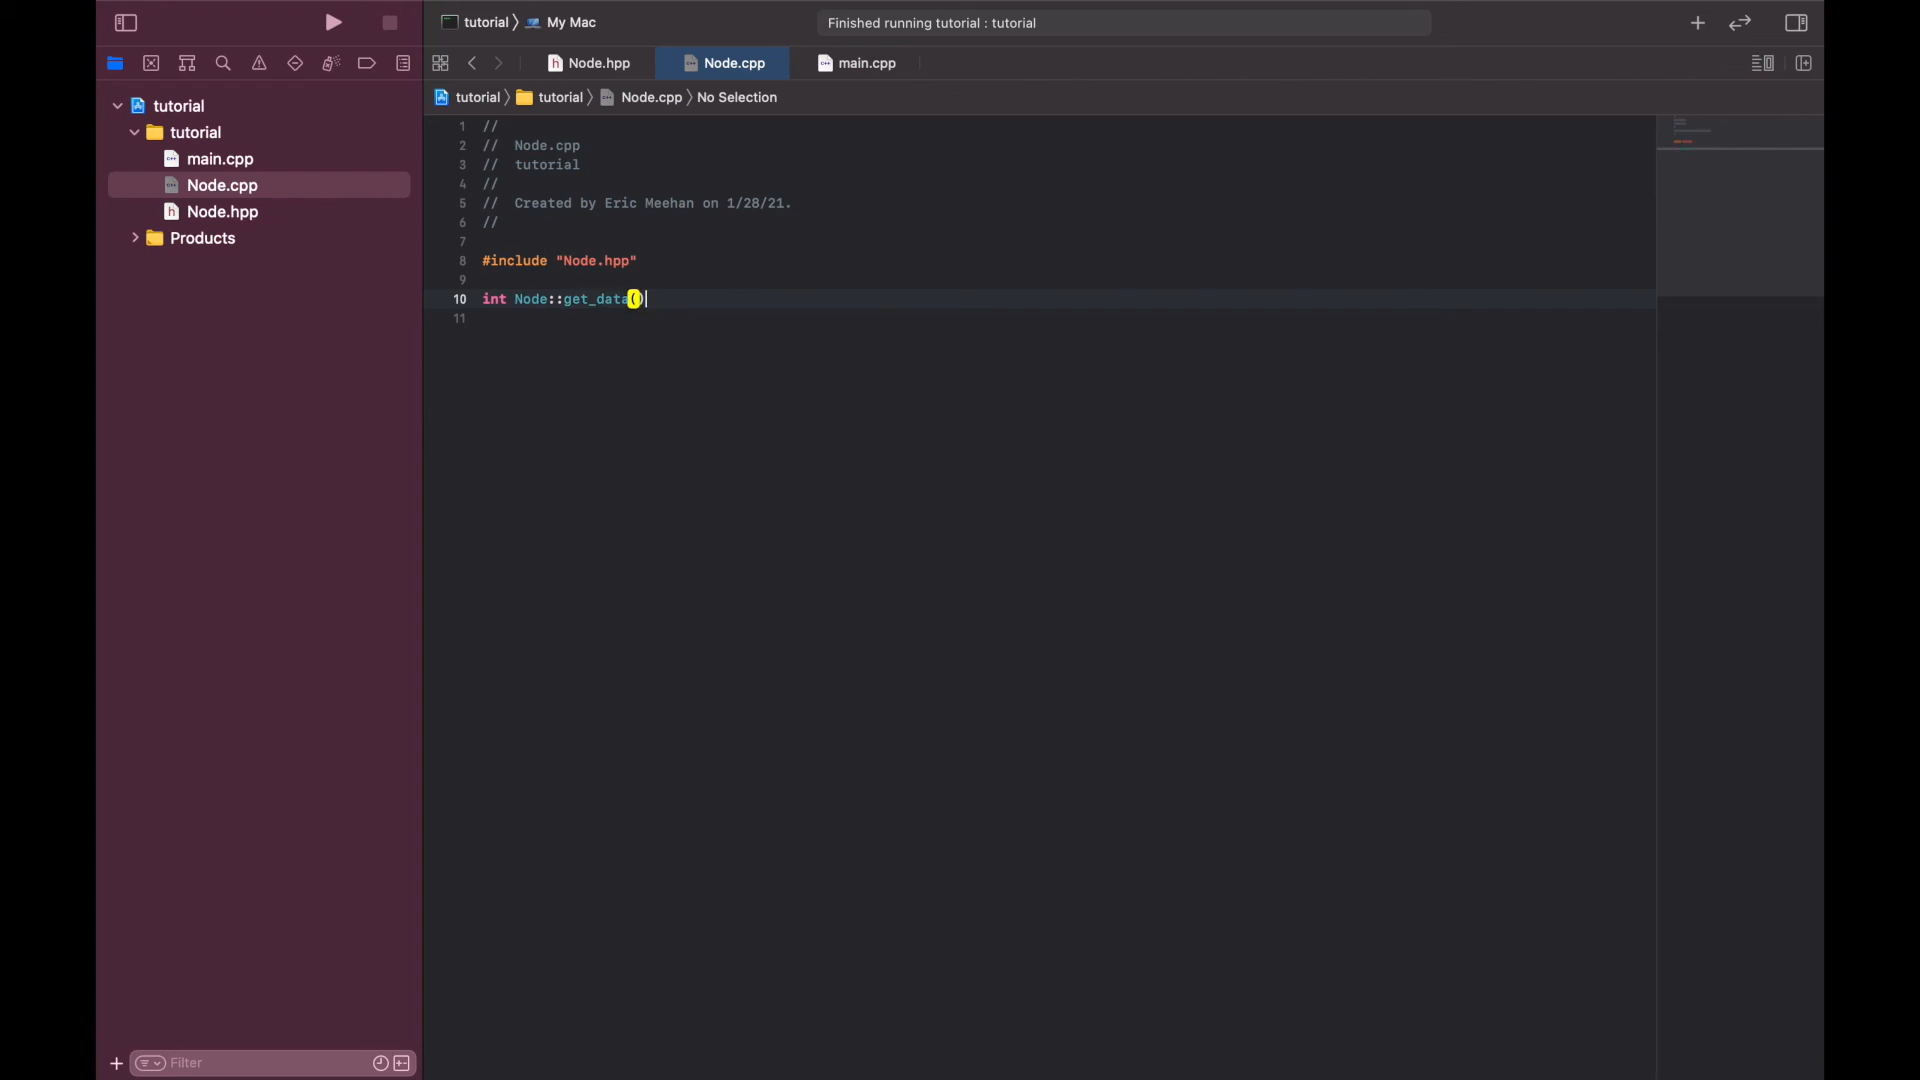 tutorial 〉 My Mac
Finished running tutorial : tutorial
Node.hpp
Node.cpp
main.cpp
tutorial 〉 tutorial 〉 Node.cpp 〉 No Selection
tutorial
tutorial
main.cpp
Node.cpp
Node.hpp
Products
1 //
2 //  Node.cpp
3 //  tutorial
4 //
5 //  Created by Eric Meehan on 1/28/21.
6 //
7
8 #include "Node.hpp"
9
10 int Node::get_data()
11
Filter